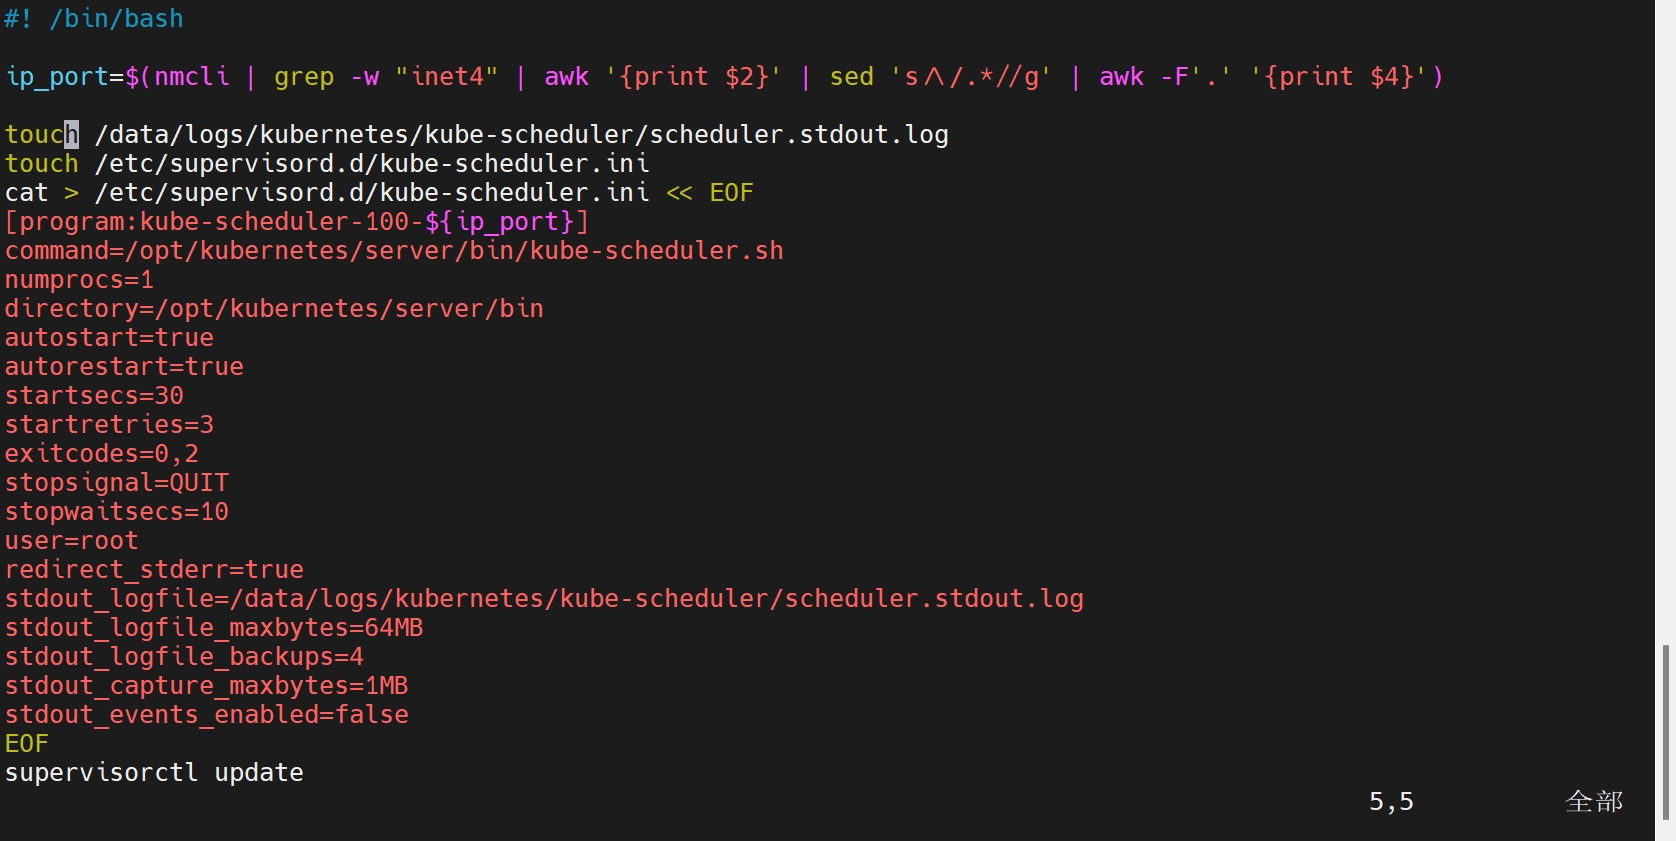 #! /bin/bash
ip_port=$(nmcli | grep -w "inet4" | awk '{print $2}' | sed 's/\/.*//g' | awk -F'.' '{print $4}')
touch /data/logs/kubernetes/kube-scheduler/scheduler.stdout.log
touch /etc/supervisord.d/kube-scheduler.ini
cat > /etc/supervisord.d/kube-scheduler.ini << EOF
[program:kube-scheduler-100-${ip_port}]
command=/opt/kubernetes/server/bin/kube-scheduler.sh
numprocs=1
directory=/opt/kubernetes/server/bin
autostart=true
autorestart=true
startsecs=30
startretries=3
exitcodes=0,2
stopsignal=QUIT
stopwaitsecs=10
user=root
redirect_stderr=true
stdout_logfile=/data/logs/kubernetes/kube-scheduler/scheduler.stdout.log
stdout_logfile_maxbytes=64MB
stdout_logfile_backups=4
stdout_capture_maxbytes=1MB
stdout_events_enabled=false
EOF
supervisorctl update
5,5 全部